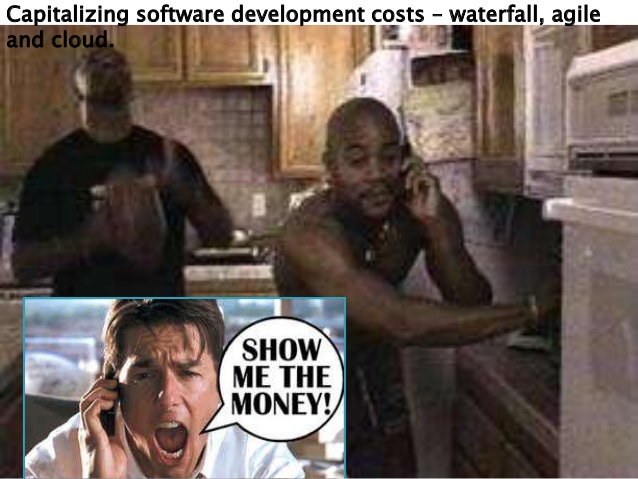 Capitalizing software development costs – waterfall, agile
and cloud.
SHOW
ME THE
MONEY!